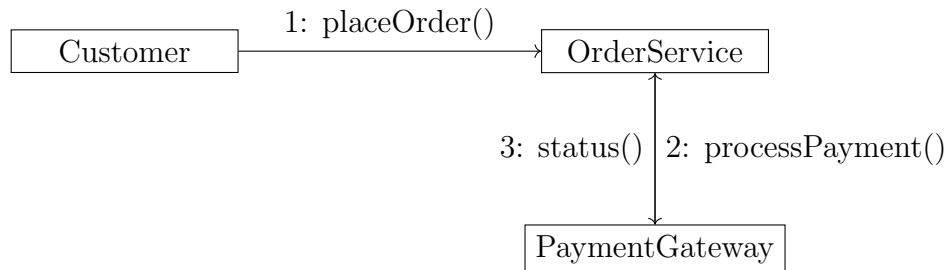 1: placeOrder()
Customer
OrderService
3: status()
2: processPayment()
PaymentGateway